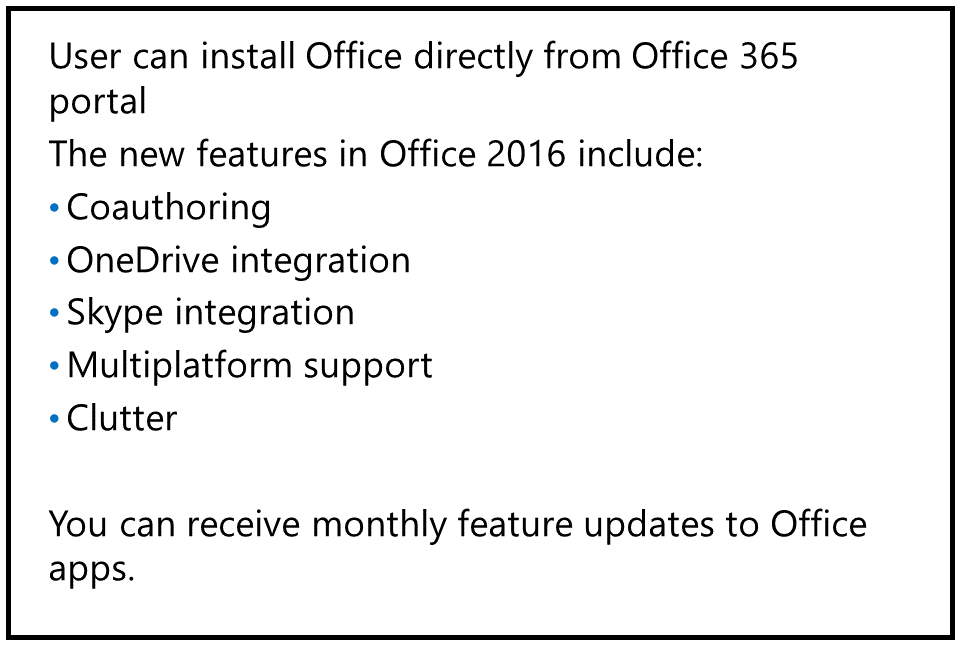 User can install Office directly from Office 365
portal
The new features in Office 2016 include:
• Coauthoring
• OneDrive integration
• Skype integration
• Multiplatform support
• Clutter
You can receive monthly feature updates to Office
apps.